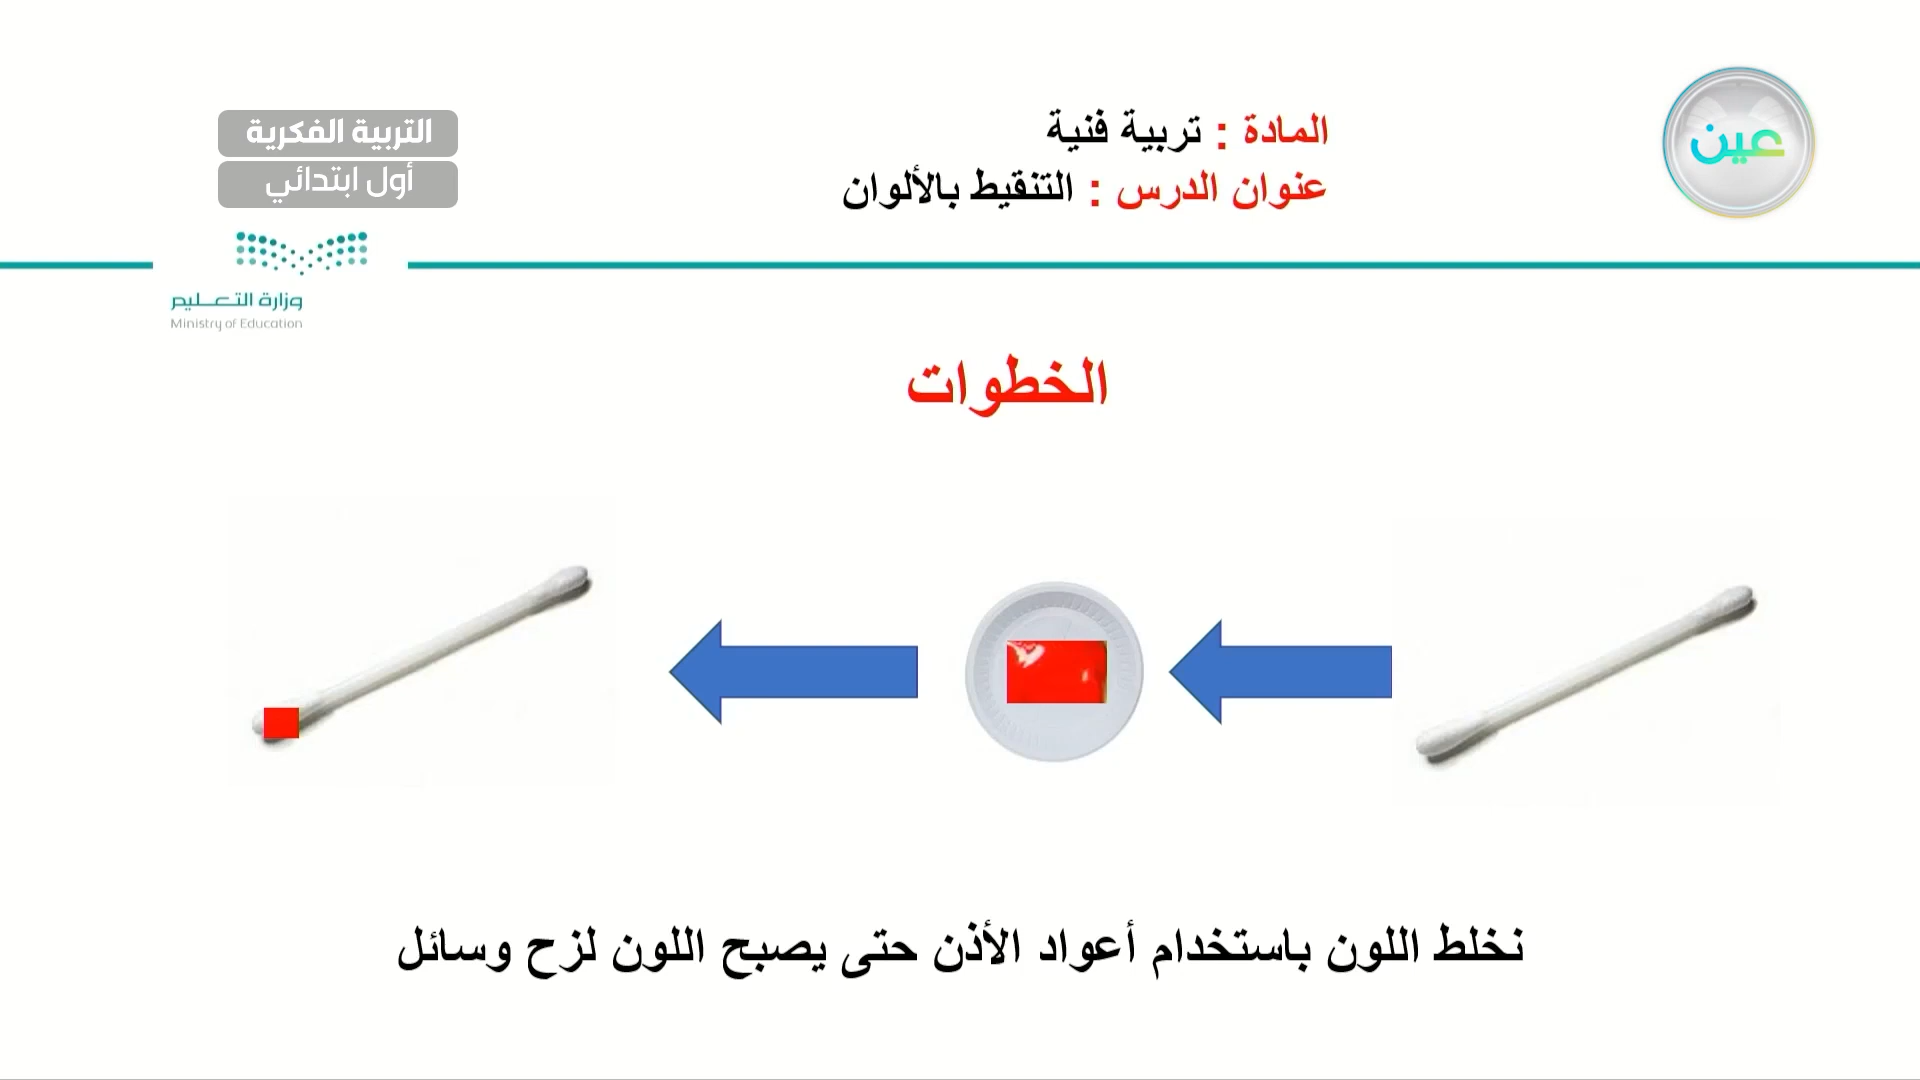 عين
المادة : تربية فنية
عنوان الدرس : التنقيط بالألوان
التربية الفكرية
أول ابتدائي
وزارة التعليم
Ministry of Education
الخطوات
نخلط اللون باستخدام أعواد الأذن حتى يصبح اللون لزح وسائل